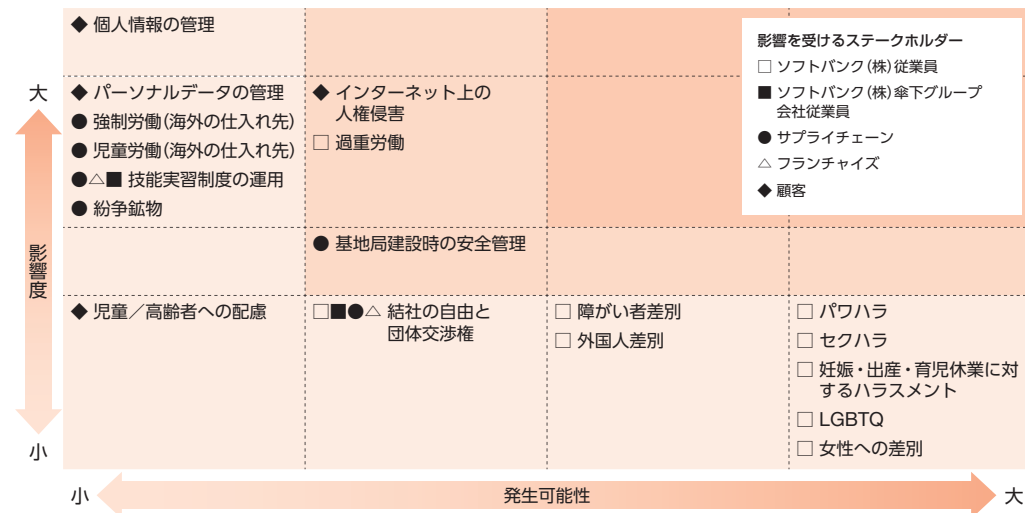 ◆ 個人情報の管理
影響を受けるステークホルダー
□ ソフトバンク(株)従業員
■ ソフトバンク(株)傘下グループ
会社従業員
● サプライチェーン
△ フランチャイズ
◆ 顧客
大
◆ パーソナルデータの管理
● 強制労働(海外の仕入れ先)
● 児童労働(海外の仕入れ先)
●△■ 技能実習制度の運用
● 紛争鉱物
◆ インターネット上の
人権侵害
□ 過重労働
影響度
● 基地局建設時の安全管理
◆ 児童/高齢者への配慮
□■●△ 結社の自由と
団体交渉権
□ 障がい者差別
□ 外国人差別
□ パワハラ
□ セクハラ
□ 妊娠・出産・育児休業に対
するハラスメント
□ LGBTQ
□ 女性への差別
小
小
発生可能性
大